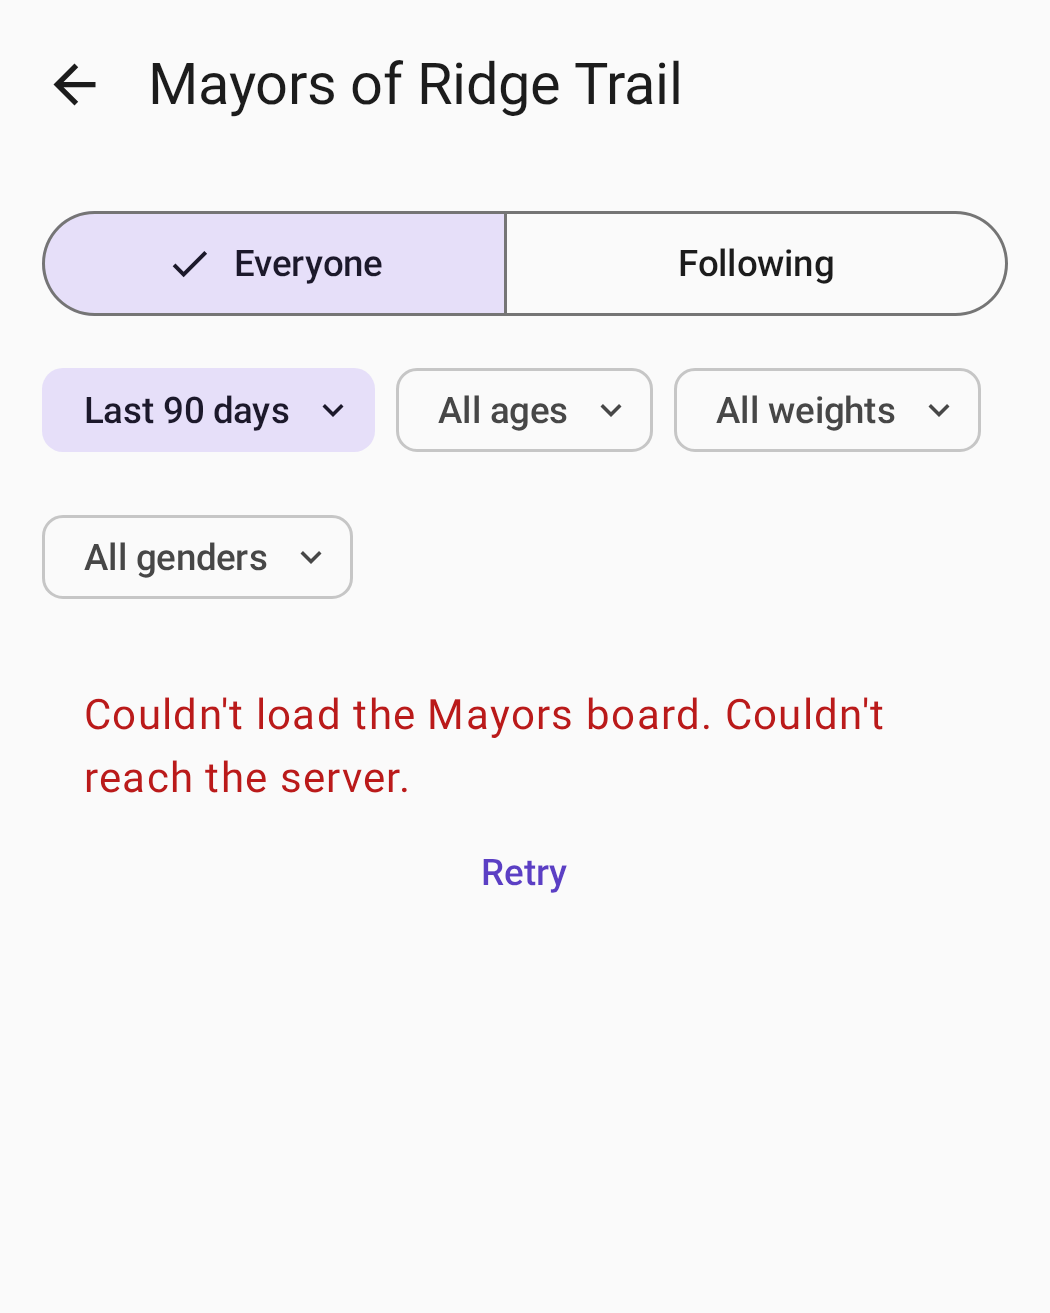 Mayors of Ridge Trail
Everyone
Following
Last 90 days
All ages
All weights
All genders
Couldn't load the Mayors board. Couldn't
reach the server.
Retry